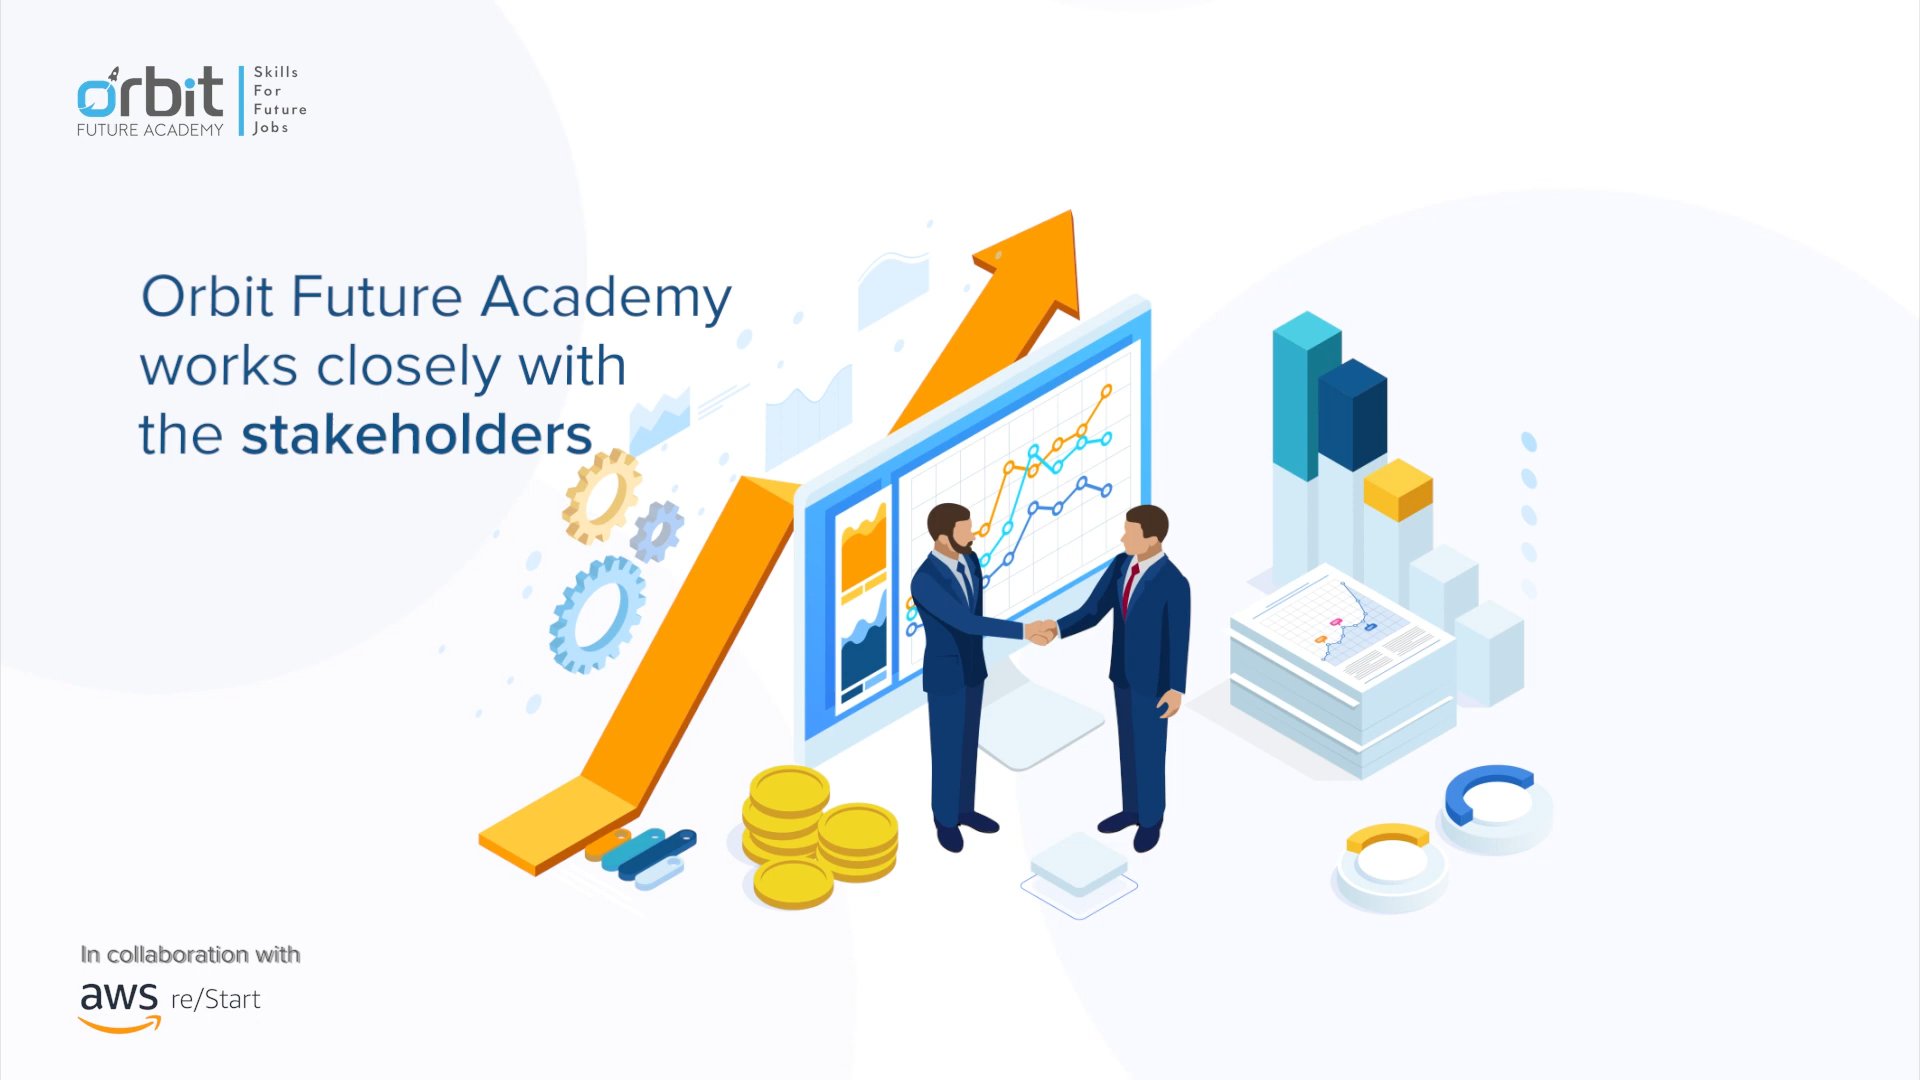 orbit
FUTURE ACADEMY
Skills
For
Future
Jobs
Orbit Future Academy
works closely with
the stakeholders
In collaboration with
aws re/Start